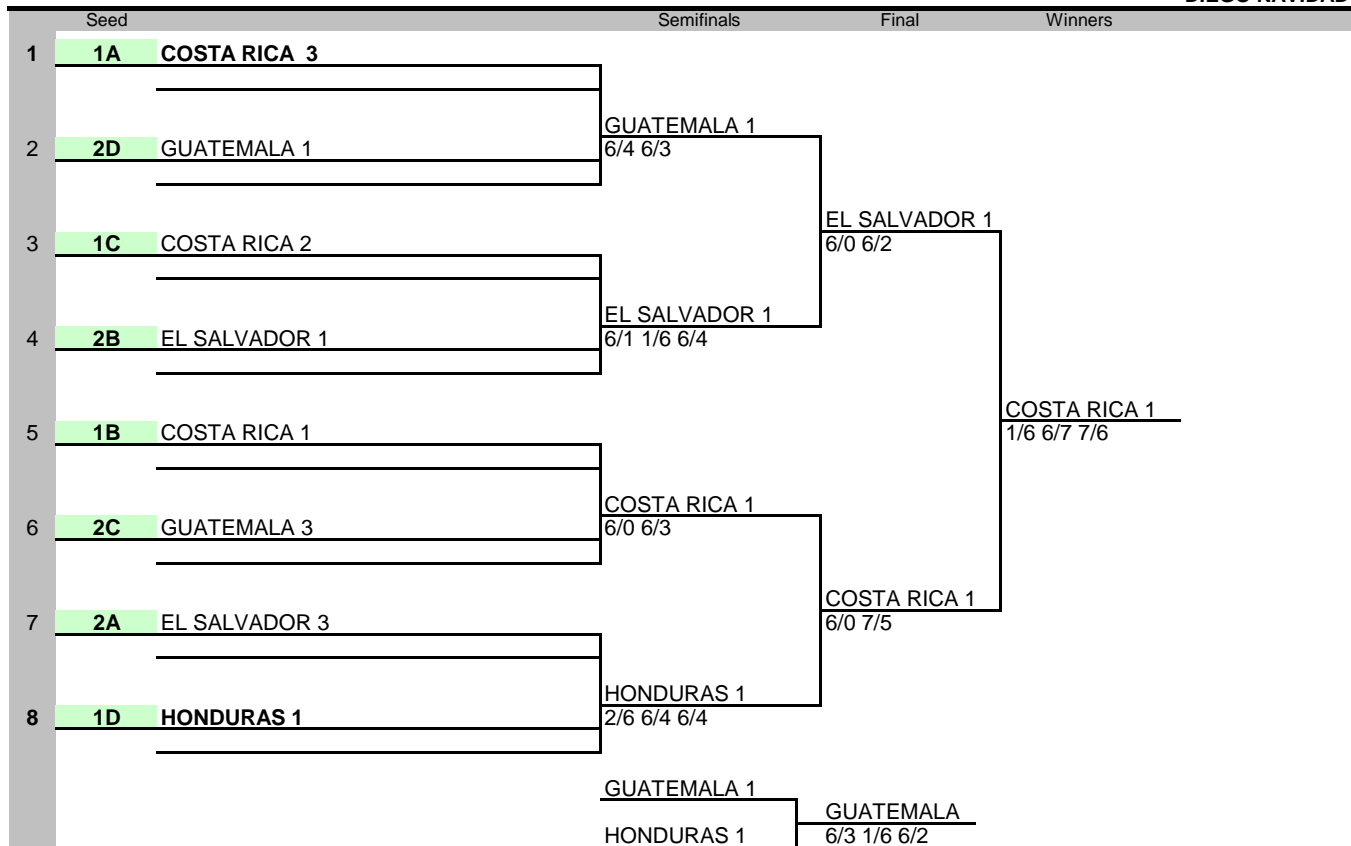 Seed Semifinals Final Winners
1 1A COSTA RICA 3
GUATEMALA 1
2 2D GUATEMALA 1 6/4 6/3
EL SALVADOR 1
3 1C COSTA RICA 2 6/0 6/2
EL SALVADOR 1
4 2B EL SALVADOR 1 6/1 1/6 6/4
COSTA RICA 1
5 1B COSTA RICA 1 1/6 6/7 7/6
COSTA RICA 1
6 2C GUATEMALA 3 6/0 6/3
COSTA RICA 1
7 2A EL SALVADOR 3 6/0 7/5
HONDURAS 1
8 1D HONDURAS 1 2/6 6/4 6/4
GUATEMALA 1
GUATEMALA
HONDURAS 1 6/3 1/6 6/2